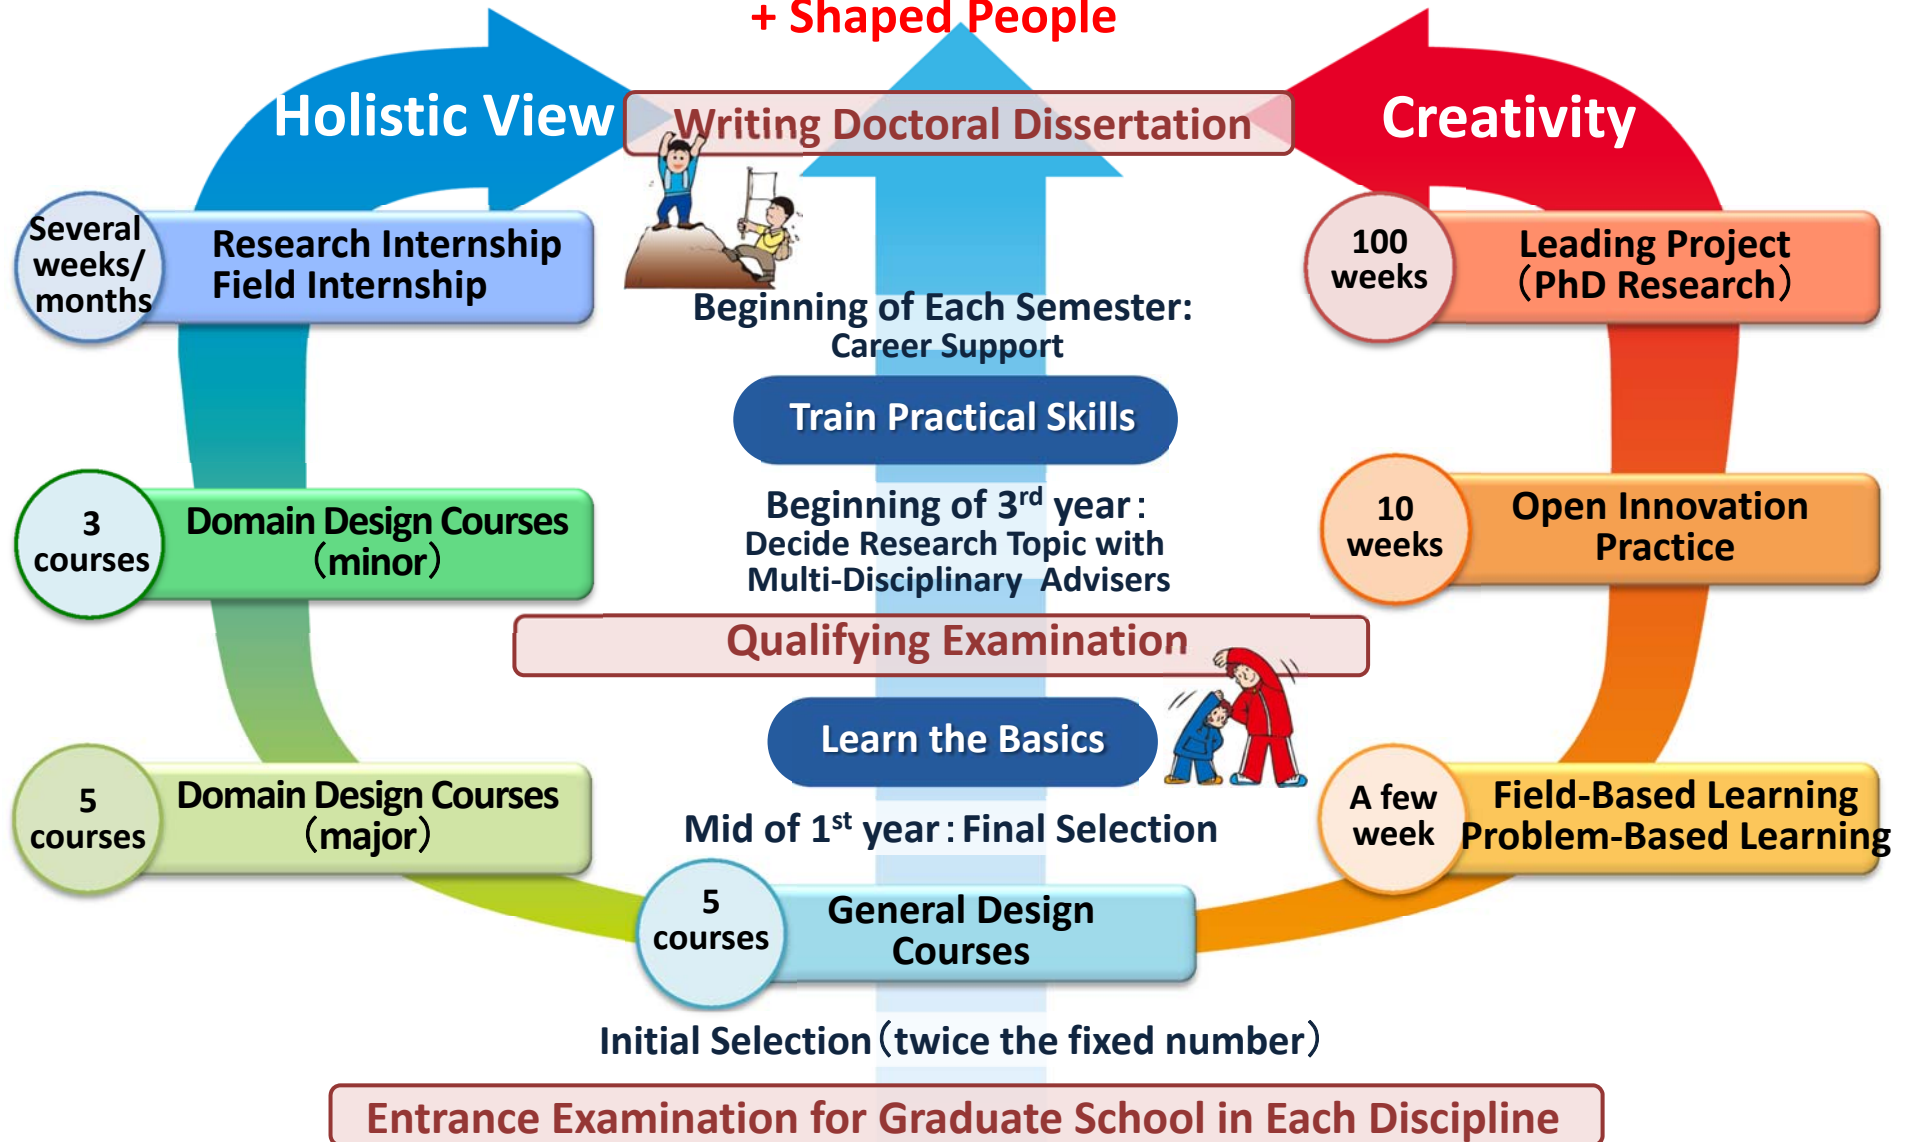 + Shaped People
Holistic View
Writing Doctoral Dissertation
Creativity
Several
weeks/
months
Research Internship
Field Internship
100
weeks
Leading Project
（PhD Research）
Beginning of Each Semester:
Career Support
Train Practical Skills
3
courses
Domain Design Courses
（minor）
Beginning of 3rd year：
Decide Research Topic with
Multi-Disciplinary Advisers
10
weeks
Open Innovation
Practice
Qualifying Examination
Learn the Basics
5
courses
Domain Design Courses
（major）
Mid of 1st year：Final Selection
A few
week
Field-Based Learning
Problem-Based Learning
5
courses
General Design
Courses
Initial Selection（twice the fixed number）
Entrance Examination for Graduate School in Each Discipline